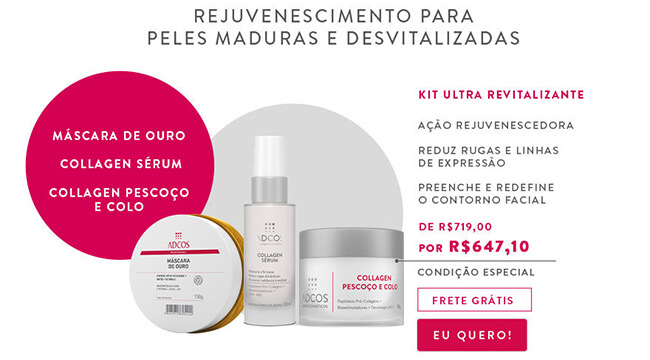 REJUVENESCIMENTO PARA
PELES MADURAS E DESVITALIZADAS
MÁSCARA DE OURO
COLLAGEN SÉRUM
COLLAGEN PESCOÇO
E COLO
KIT ULTRA REVITALIZANTE
AÇÃO REJUVENESCEDORA
REDUZ RUGAS E LINHAS
DE EXPRESSÃO
PREENCHE E REDEFINE
O CONTORNO FACIAL
DE R$719,00
POR R$647,10
CONDIÇÃO ESPECIAL
FRETE GRÁTIS
EU QUERO!
ADCOS
MÁSCARA
DE OURO
ADCOS
COLLAGEN
SÉRUM
ADCOS
COLLAGEN
PESCOÇO E COLO